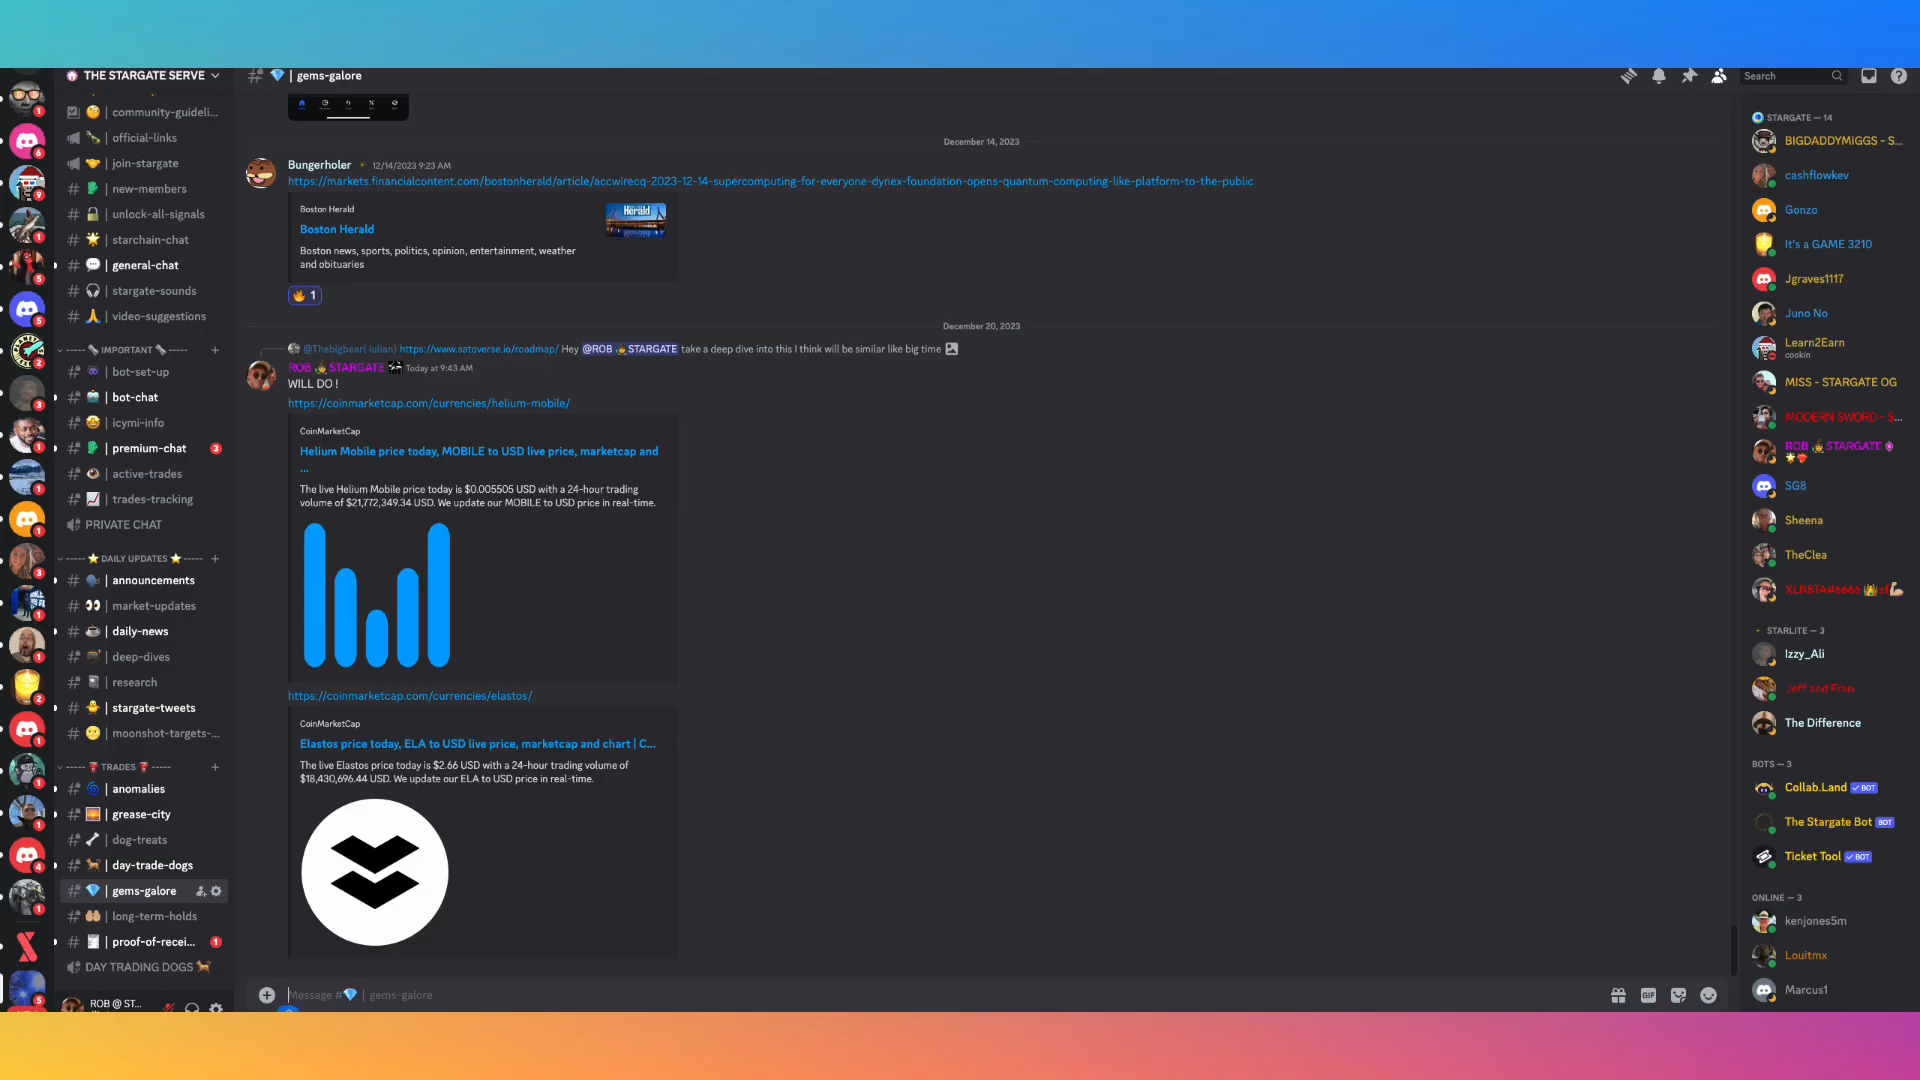 THE STARGATE SERVE
| community-guideli...
| official-links
| join-stargate
| new-members
| unlock-all-signals
| starchain-chat
| general-chat
| stargate-sounds
| video-suggestions
----- IMPORTANT -----
| bot-set-up
| bot-chat
| icymi-info
| premium-chat 3
| active-trades
| trades-tracking
PRIVATE CHAT
----- DAILY UPDATES -----
| announcements
| market-updates
| daily-news
| deep-dives
| research
| stargate-tweets
| moonshot-targets-...
----- TRADES -----
| anomalies
| grease-city
| dog-treats
| day-trade-dogs
| gems-galore
| long-term-holds
| proof-of-recei... 1
DAY TRADING DOGS
ROB @ ST...
| gems-galore
Search
December 14, 2023
Bungerholer 12/14/2023 9:23 AM
https://markets.financialcontent.com/bostonherald/article/accwirecq-2023-12-14-supercomputing-for-everyone-dynex-foundation-opens-quantum-computing-like-platform-to-the-public
Boston Herald
Herald
Boston Herald
Boston news, sports, politics, opinion, entertainment, weather
and obituaries
1
December 20, 2023
@Thebigbear( iulian) https://www.satoverse.io/roadmap/ Hey @ROB STARGATE take a deep dive into this I think will be similar like big time
ROB STARGATE Today at 9:43 AM
WILL DO !
https://coinmarketcap.com/currencies/helium-mobile/
CoinMarketCap
Helium Mobile price today, MOBILE to USD live price, marketcap and
...
The live Helium Mobile price today is $0.005505 USD with a 24-hour trading
volume of $21,772,349.34 USD. We update our MOBILE to USD price in real-time.
https://coinmarketcap.com/currencies/elastos/
CoinMarketCap
Elastos price today, ELA to USD live price, marketcap and chart | C...
The live Elastos price today is $2.66 USD with a 24-hour trading volume of
$18,430,696.44 USD. We update our ELA to USD price in real-time.
Message # | gems-galore
GIF
STARGATE — 14
BIGDADDYMIGGS - S...
cashflowkev
Gonzo
It's a GAME 3210
Jgraves1117
Juno No
Learn2Earn
cookin
MISS - STARGATE OG
MODERN SWORD - S...
ROB STARGATE
SG8
Sheena
TheClea
STARLITE — 3
Izzy_Ali
Jeff and Fran
The Difference
BOTS — 3
Collab.Land BOT
The Stargate Bot BOT
Ticket Tool BOT
ONLINE — 3
kenjones5m
Louitmx
Marcus1